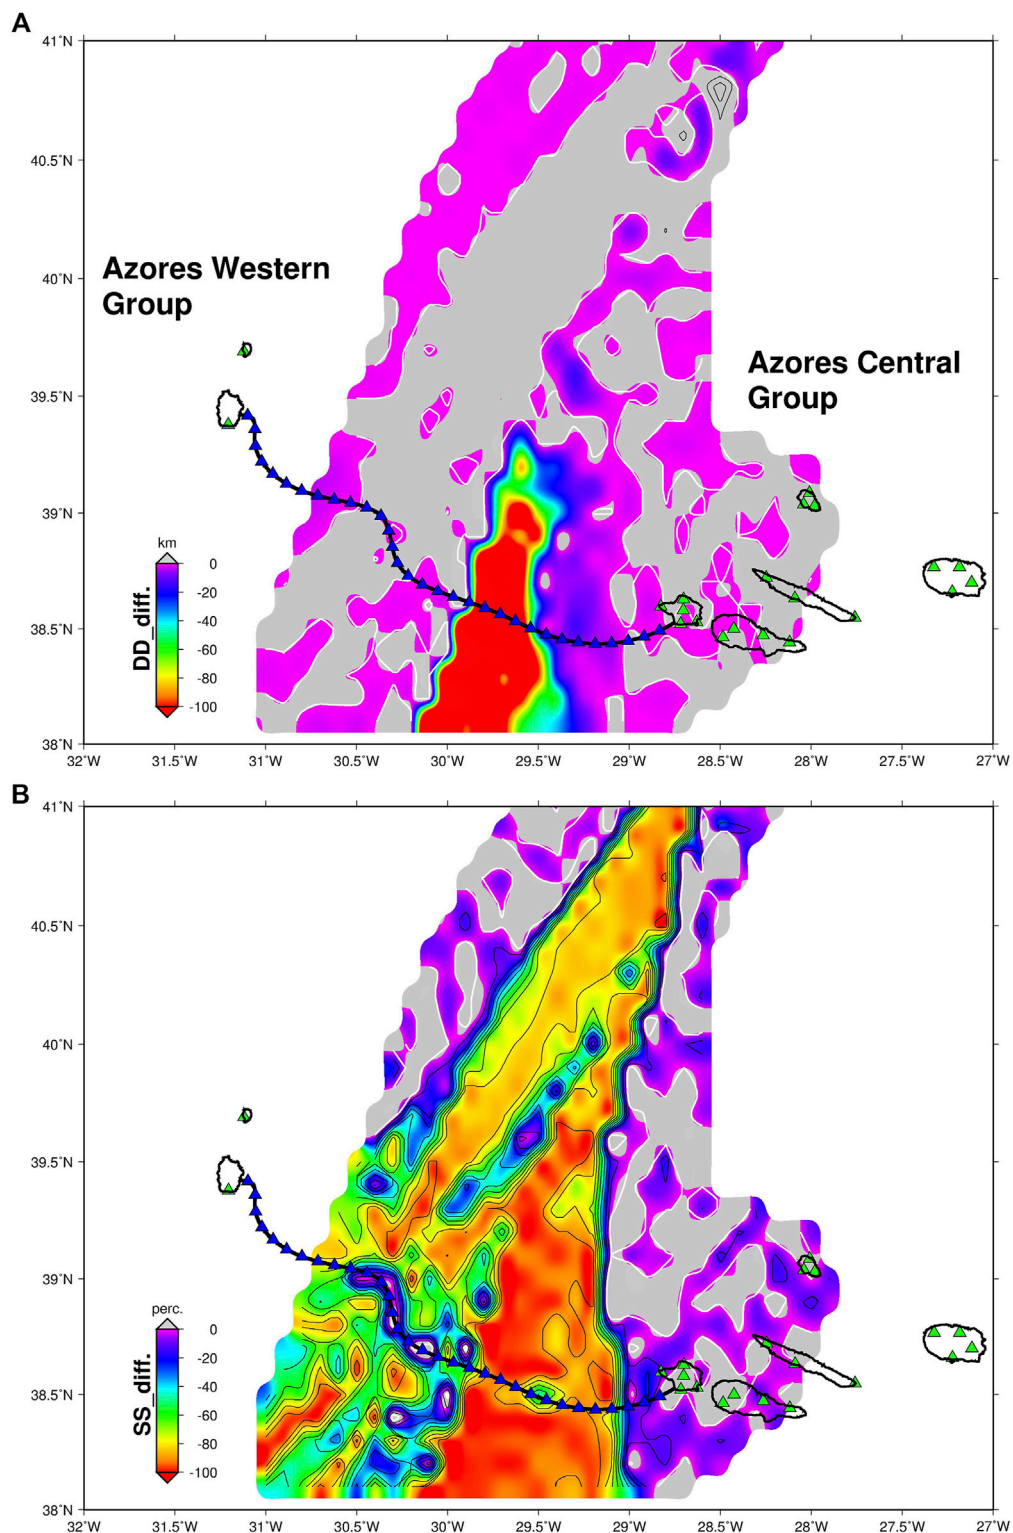 A
41°N
40.5°N
40°N
39.5°N
39°N
38.5°N
38°N
Azores Western
Group
Azores Central
Group
km
0
-20
-40
-60
-80
-100
DD_diff.
32°W 31.5°W 31°W 30.5°W 30°W 29.5°W 29°W 28.5°W 28°W 27.5°W 27°W
B
41°N
40.5°N
40°N
39.5°N
39°N
38.5°N
38°N
perc.
0
-20
-40
-60
-80
-100
SS_diff.
32°W 31.5°W 31°W 30.5°W 30°W 29.5°W 29°W 28.5°W 28°W 27.5°W 27°W